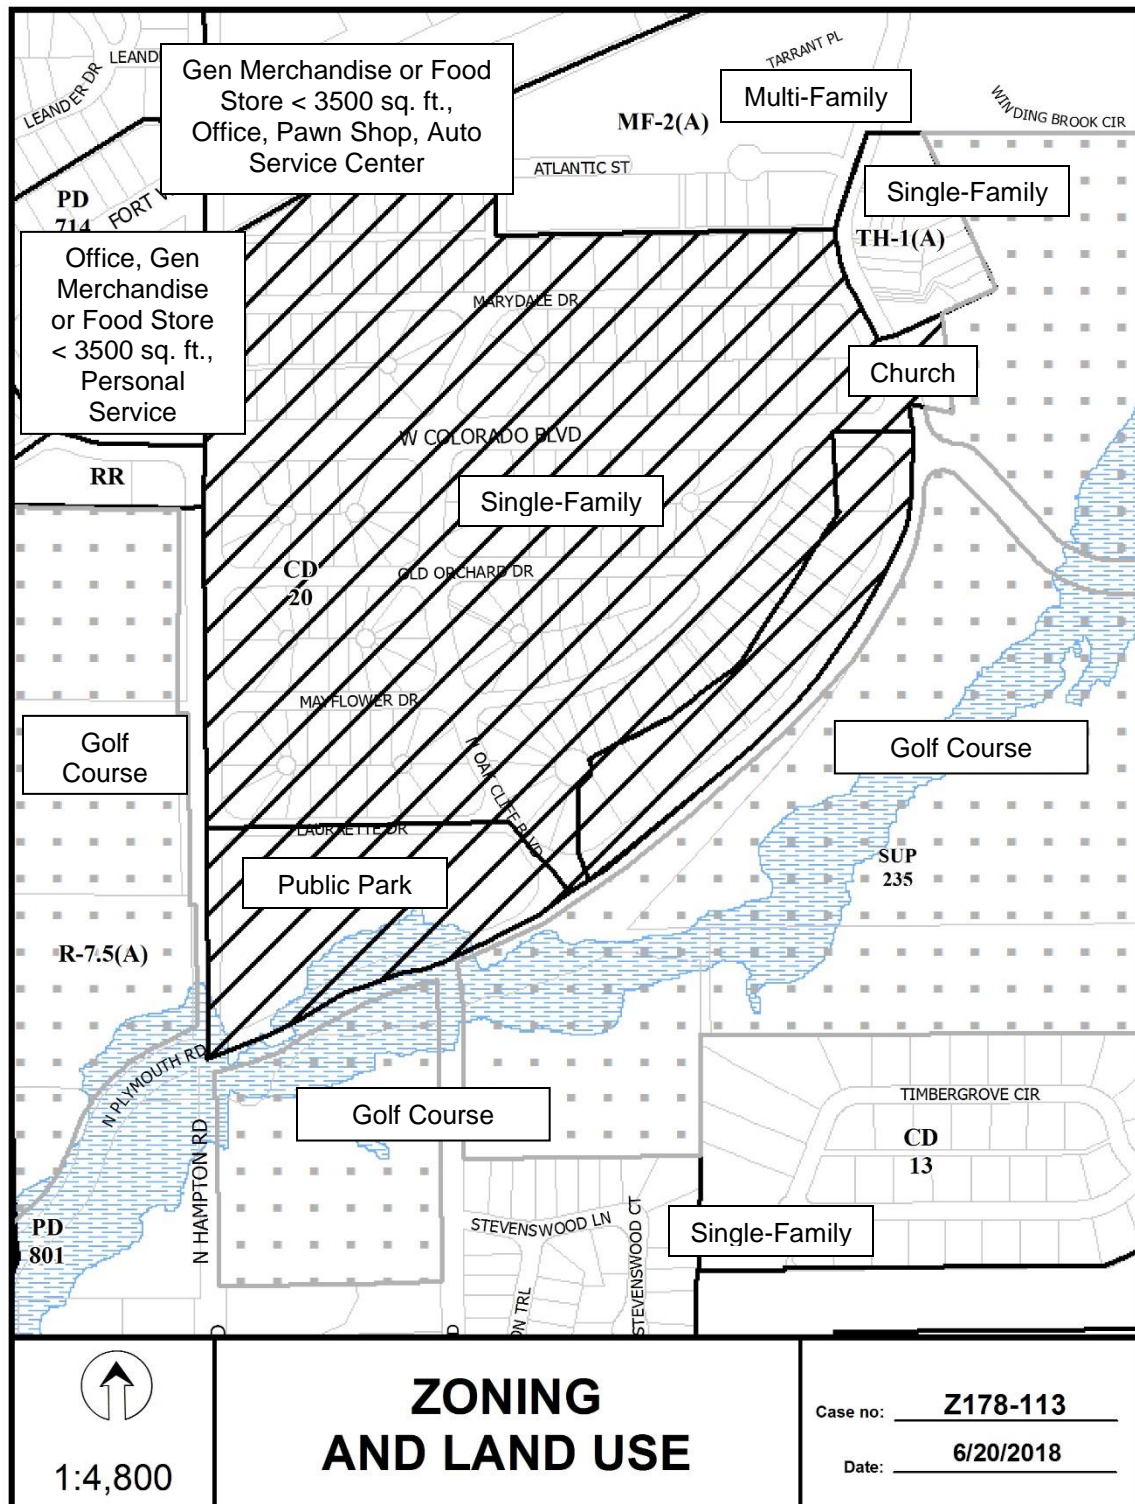 TARRANT PL
LEANDER DR
Gen Merchandise or Food
Store < 3500 sq. ft.,
Office, Pawn Shop, Auto
Service Center
Multi-Family
MF-2(A)
WINDING BROOK CIR
ATLANTIC ST
Single-Family
TH-1(A)
PD
714
FORT
Office, Gen
Merchandise
or Food Store
< 3500 sq. ft.,
Personal
Service
MARYDALE DR
Church
W COLORADO BLVD
RR
Single-Family
CD
20
OLD ORCHARD DR
MAYFLOWER DR
N OAK CLIFF BLVD
Golf
Course
Golf Course
LAURAETTE DR
Public Park
SUP
235
R-7.5(A)
N PLYMOUTH RD
Golf Course
TIMBERGROVE CIR
CD
13
N HAMPTON RD
PD
801
STEVENSWOOD LN
STEVENSWOOD CT
Single-Family
ON TRL
D
D
1:4,800
ZONING
AND LAND USE
Case no: Z178-113
Date: 6/20/2018